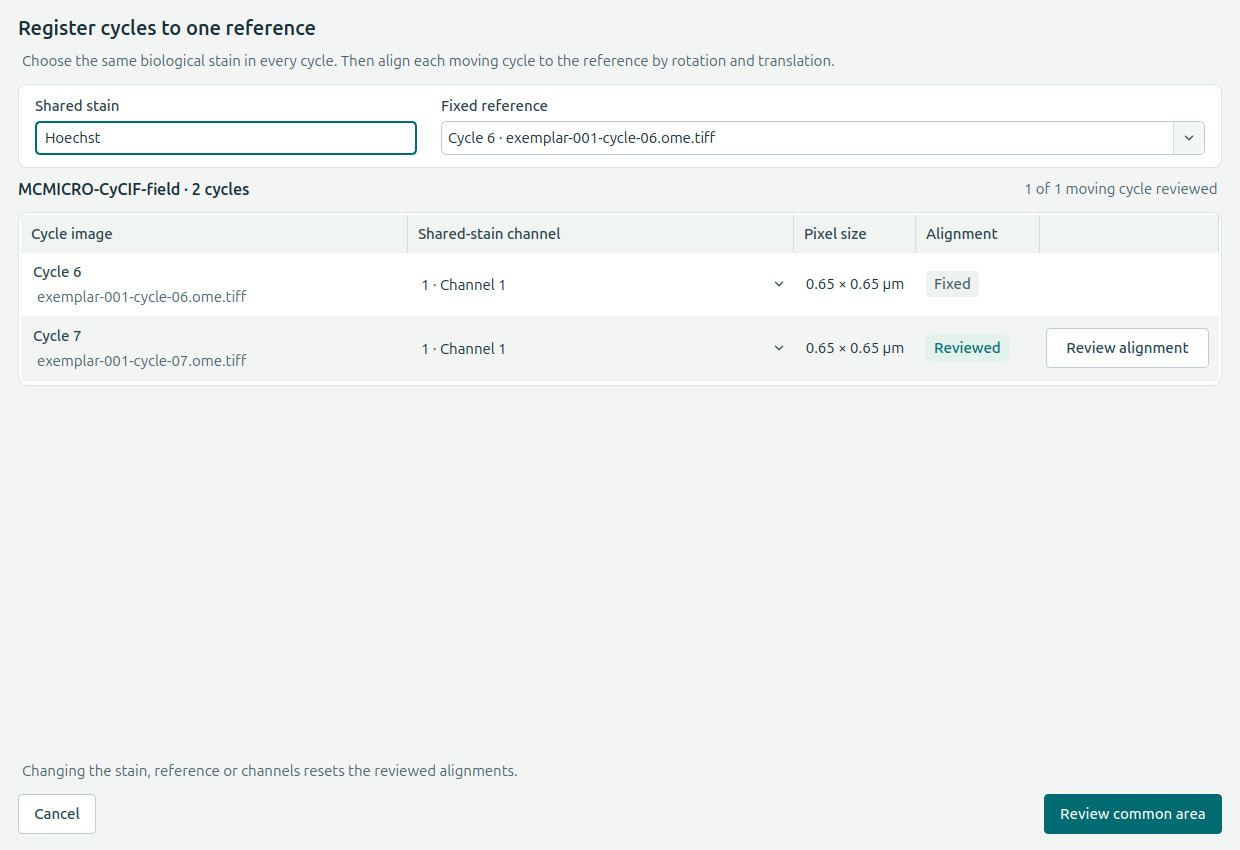 Register cycles to one reference
Choose the same biological stain in every cycle. Then align each moving cycle to the reference by rotation and translation.
Shared stain
Fixed reference
Hoechst
Cycle 6 · exemplar-001-cycle-06.ome.tiff
MCMICRO-CyCIF-field · 2 cycles
1 of 1 moving cycle reviewed
Cycle image
Shared-stain channel
Pixel size
Alignment
Cycle 6
exemplar-001-cycle-06.ome.tiff
1 · Channel 1
0.65 × 0.65 µm
Fixed
Cycle 7
exemplar-001-cycle-07.ome.tiff
1 · Channel 1
0.65 × 0.65 µm
Reviewed
Review alignment
Changing the stain, reference or channels resets the reviewed alignments.
Cancel
Review common area